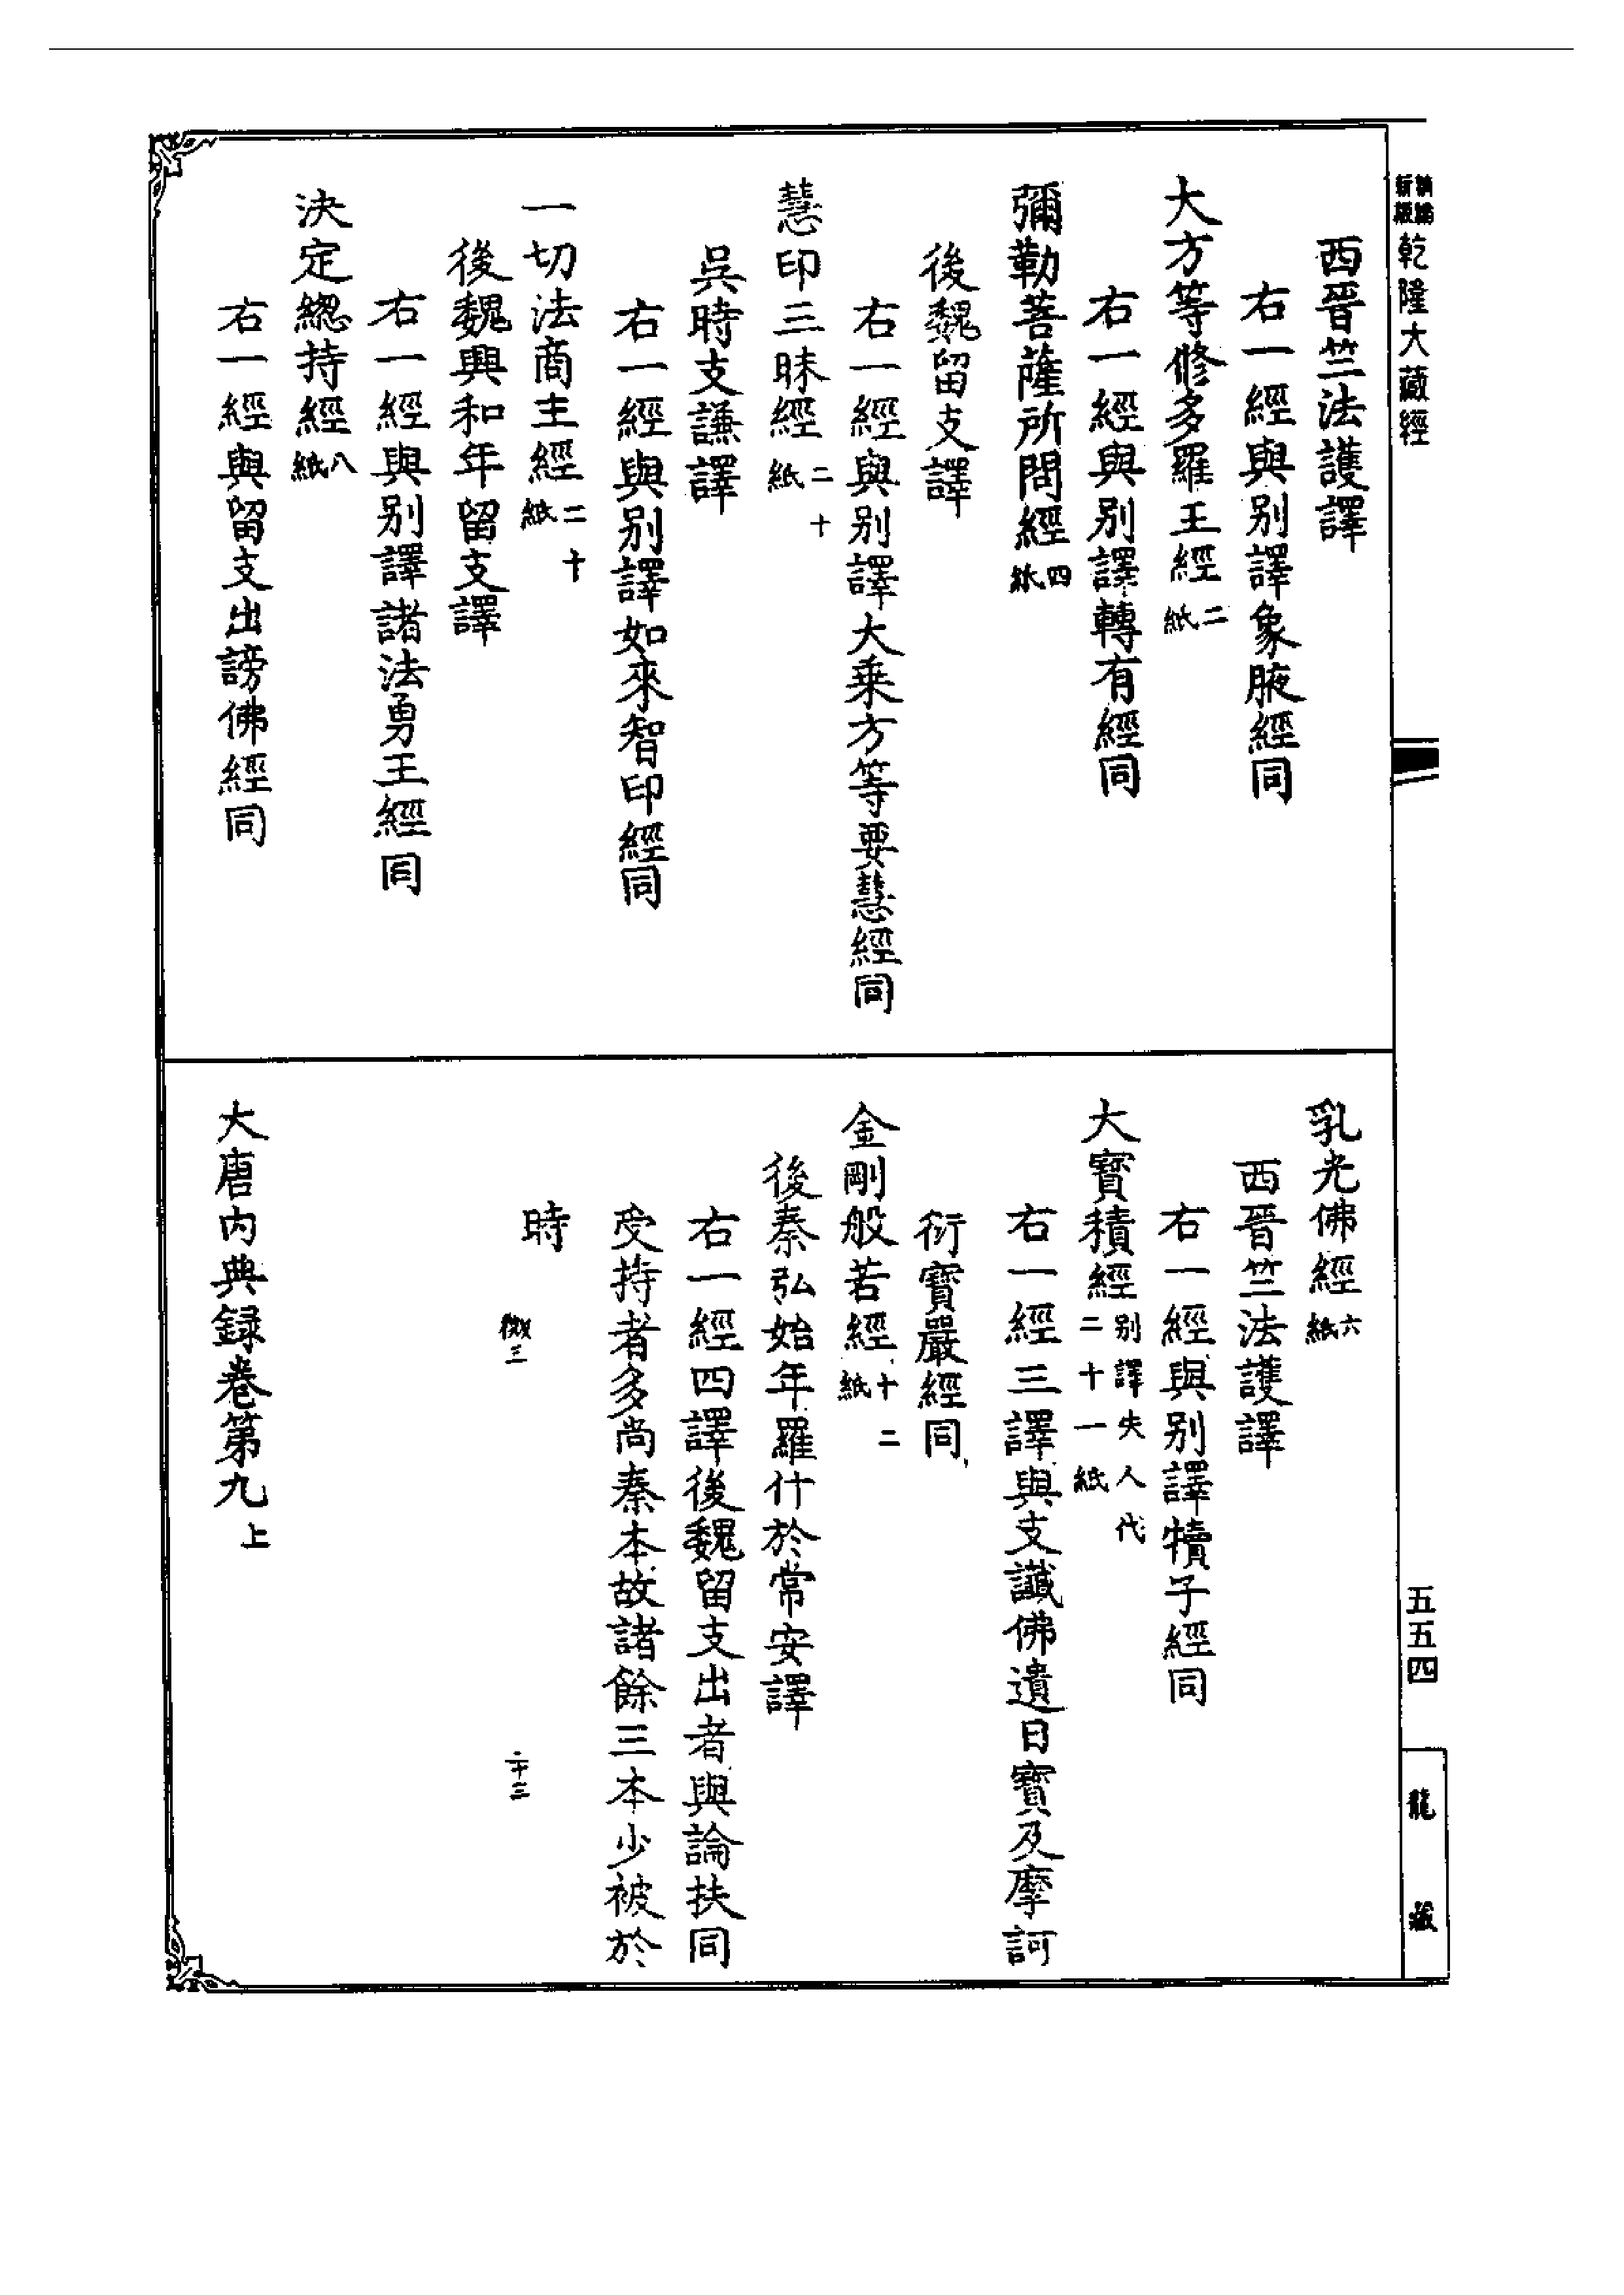 新編
新版
乾隆大藏經
西晉竺法護譯
右一經與别譯象腋經同
大方等修多羅王經二紙
右一經與别譯轉有經同
彌勒菩薩所問經四紙
後魏留支譯
右一經與别譯大乗方等要慧經同
慧印三昧經二十紙
吳時支謙譯
右一經與别譯如來智印經同
一切法商主經二十紙
後魏興和年留支譯
右一經與别譯諸法勇王經同
決定緫持經八紙
右一經與留支出謗佛經同
乳光佛經六紙
西晉竺法護譯
右一經與别譯犢子經同
大寶積經别譯失人代二十一紙
右一經三譯與支讖佛遺日寶及摩訶
衍寶嚴經同
金剛般若經十二紙
後秦弘始年羅什於常安譯
右一經四譯後魏留支出者與論扶同
受持者多尚秦本故諸餘三本少被於
時
微三
二十三
大唐内典録卷第九上
五五四
龍藏